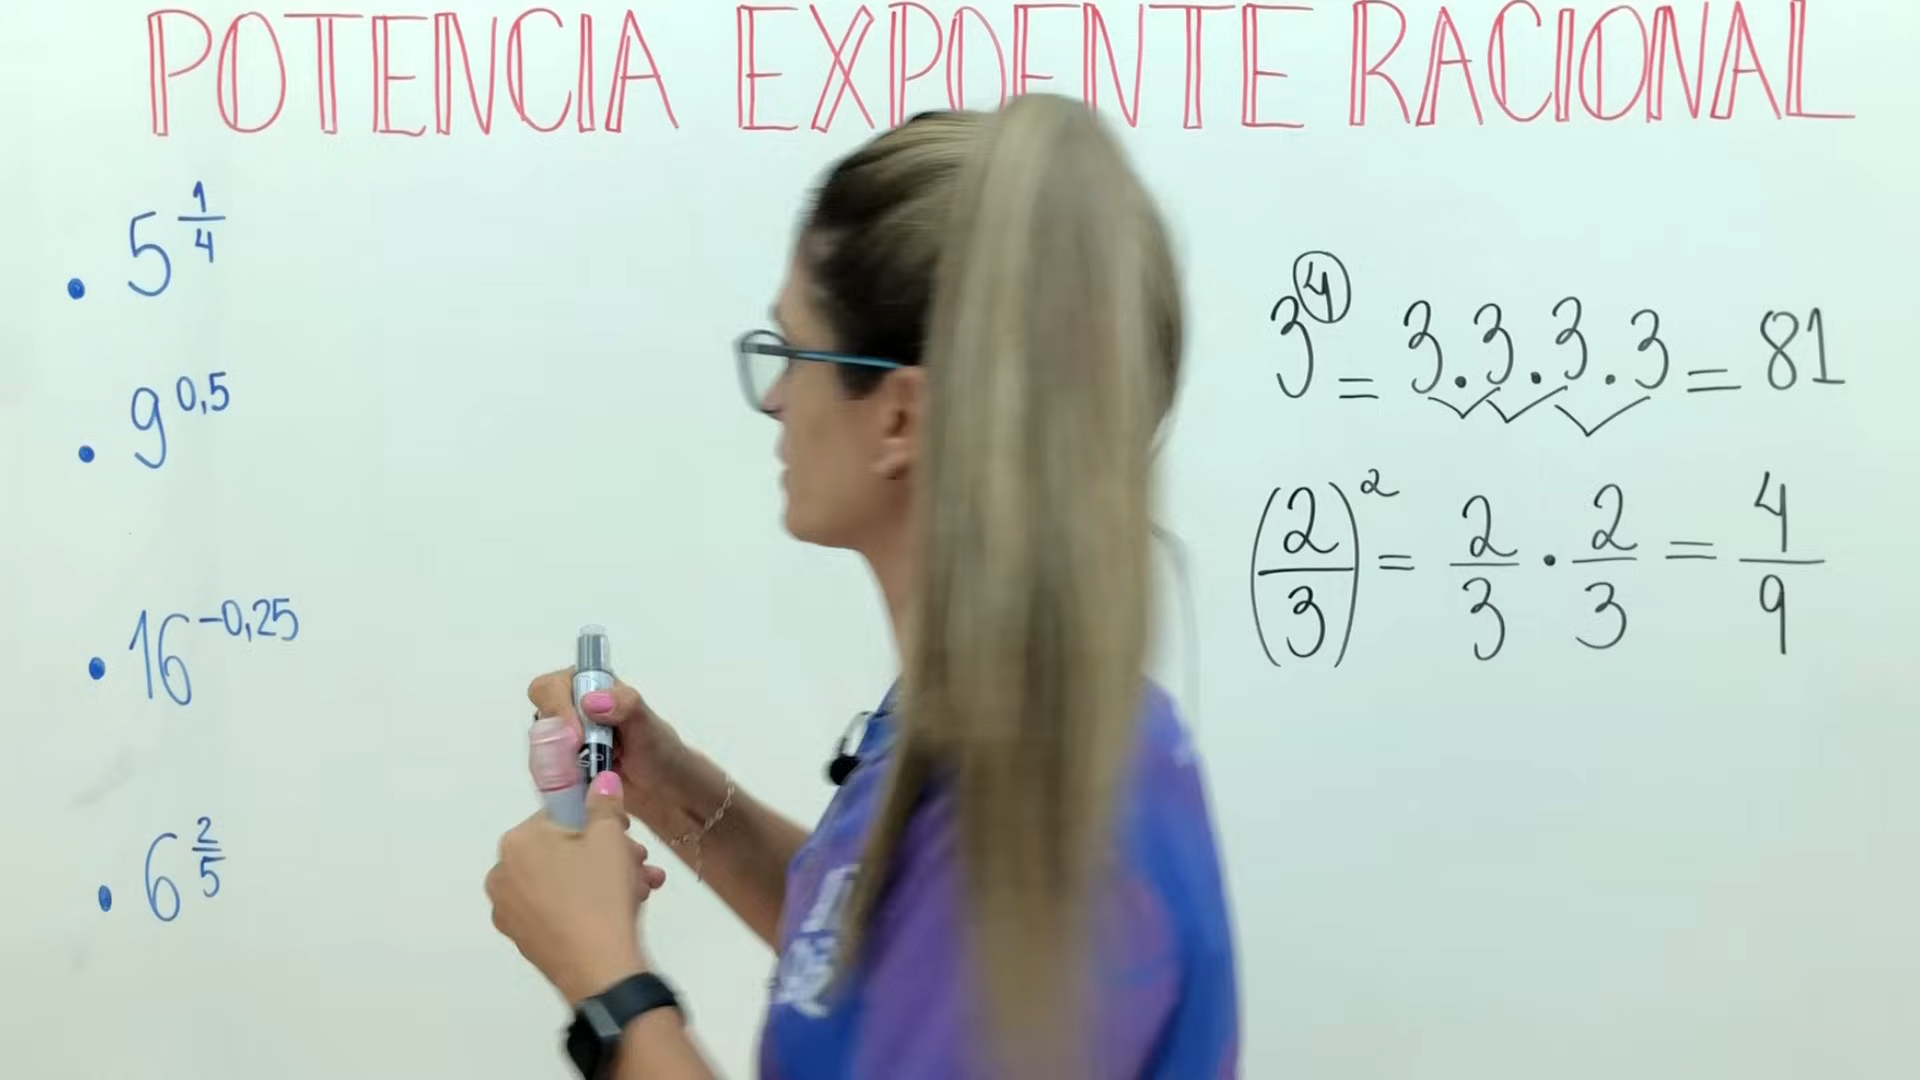 POTENCIA EXPOENTE RACIONAL
• 5^(1/4)
• 9^(0,5)
• 16^(-0,25)
• 6^(2/5)
3^4 = 3.3.3.3 = 81
(2/3)^2 = 2/3 · 2/3 = 4/9